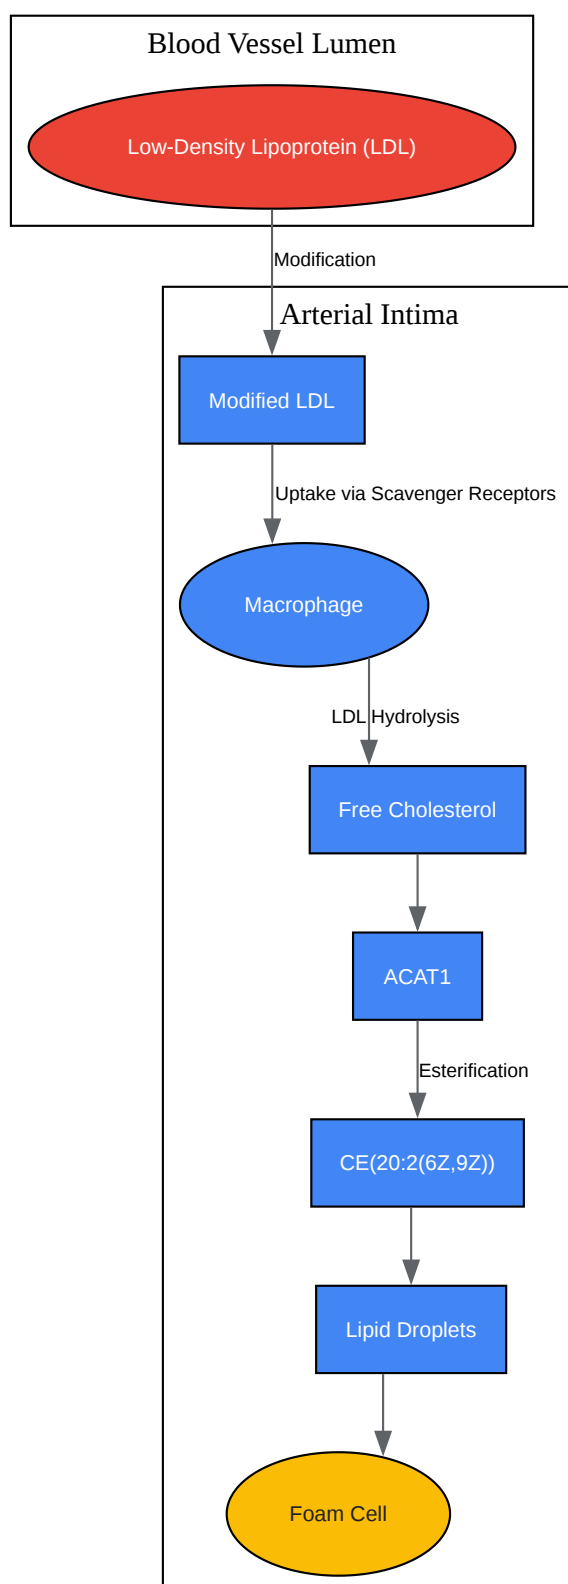 Blood Vessel Lumen
Low-Density Lipoprotein (LDL)
Modification
Arterial Intima
Modified LDL
Uptake via Scavenger Receptors
Macrophage
LDL Hydrolysis
Free Cholesterol
ACAT1
Esterification
CE(20:2(6Z,9Z))
Lipid Droplets
Foam Cell